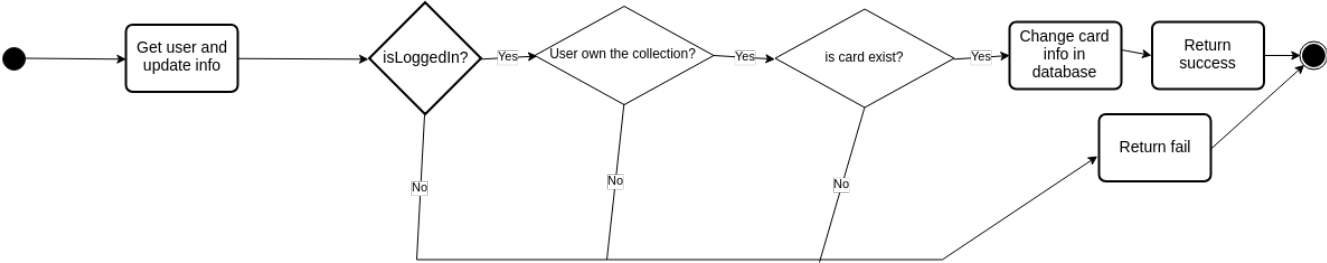 Get user and
update info
isLoggedIn?
Yes
User own the collection?
Yes
is card exist?
Yes
Change card
info in
database
Return
success
Return fail
No
No
No